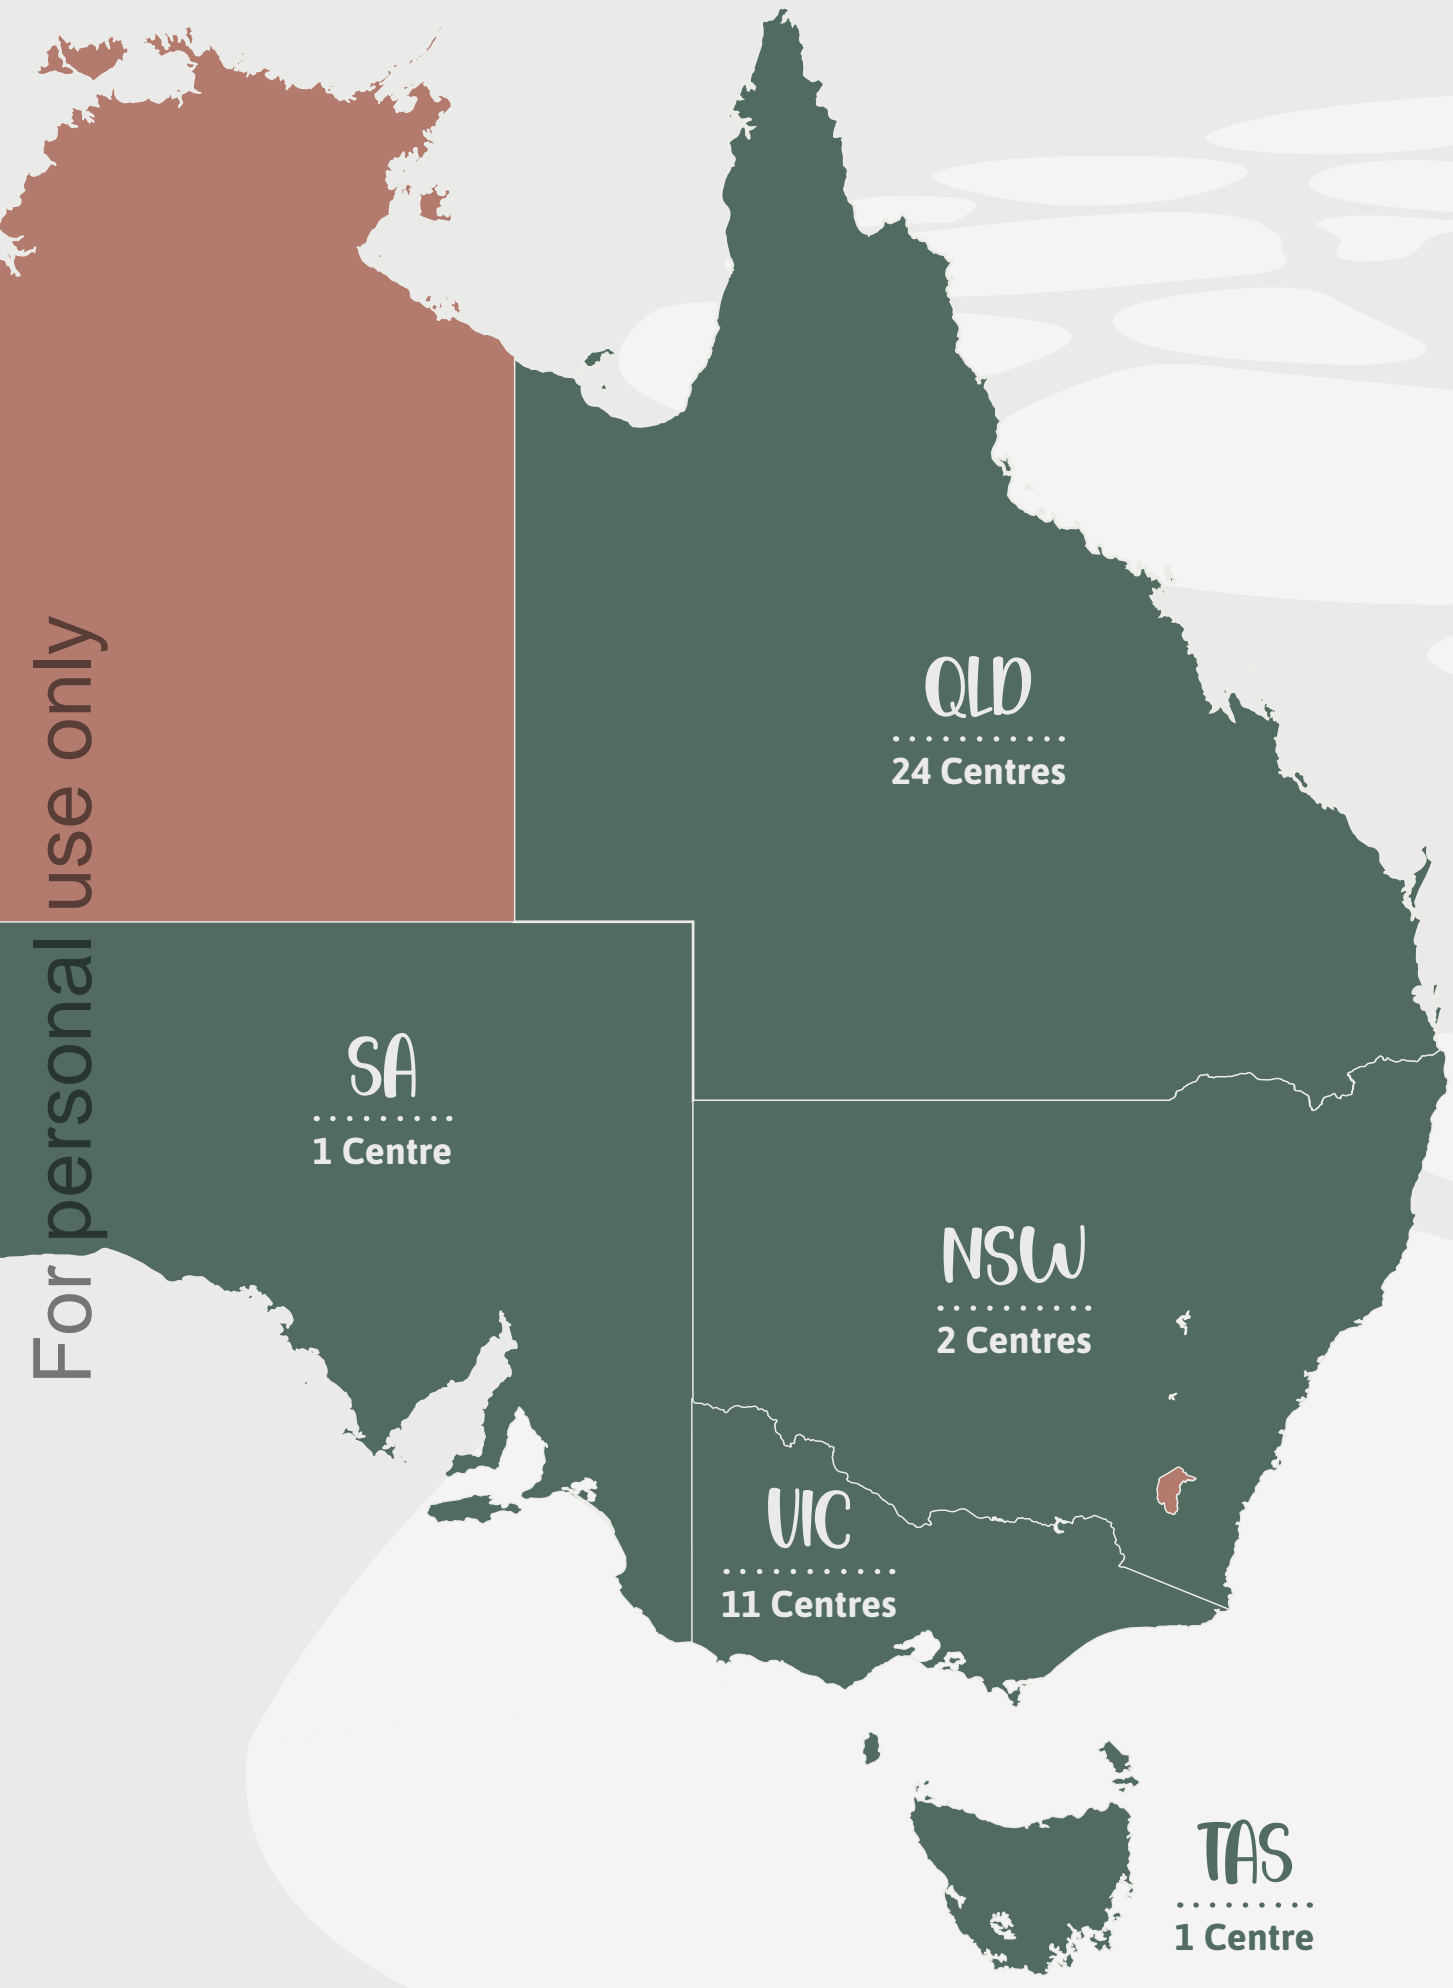 For personal use only
QLD
24 Centres
SA
1 Centre
NSW
2 Centres
VIC
11 Centres
TAS
1 Centre